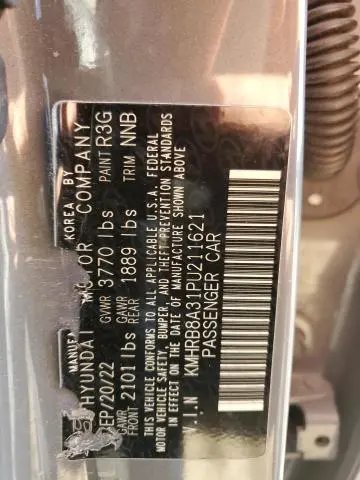 MANUFA KOREA BY
HYUNDAI MOTOR COMPANY
SEP/20/22 GVWR 3770 lbs PAINT R3G
GAWR FRONT 2101 lbs GAWR REAR 1889 lbs TRIM NNB
THIS VEHICLE CONFORMS TO ALL APPLICABLE U.S.A. FEDERAL
MOTOR VEHICLE SAFETY, BUMPER, AND THEFT PREVENTION STANDARDS
IN EFFECT ON THE DATE OF MANUFACTURE SHOWN ABOVE
V.I.N KMHRB8A31PU211621
PASSENGER CAR